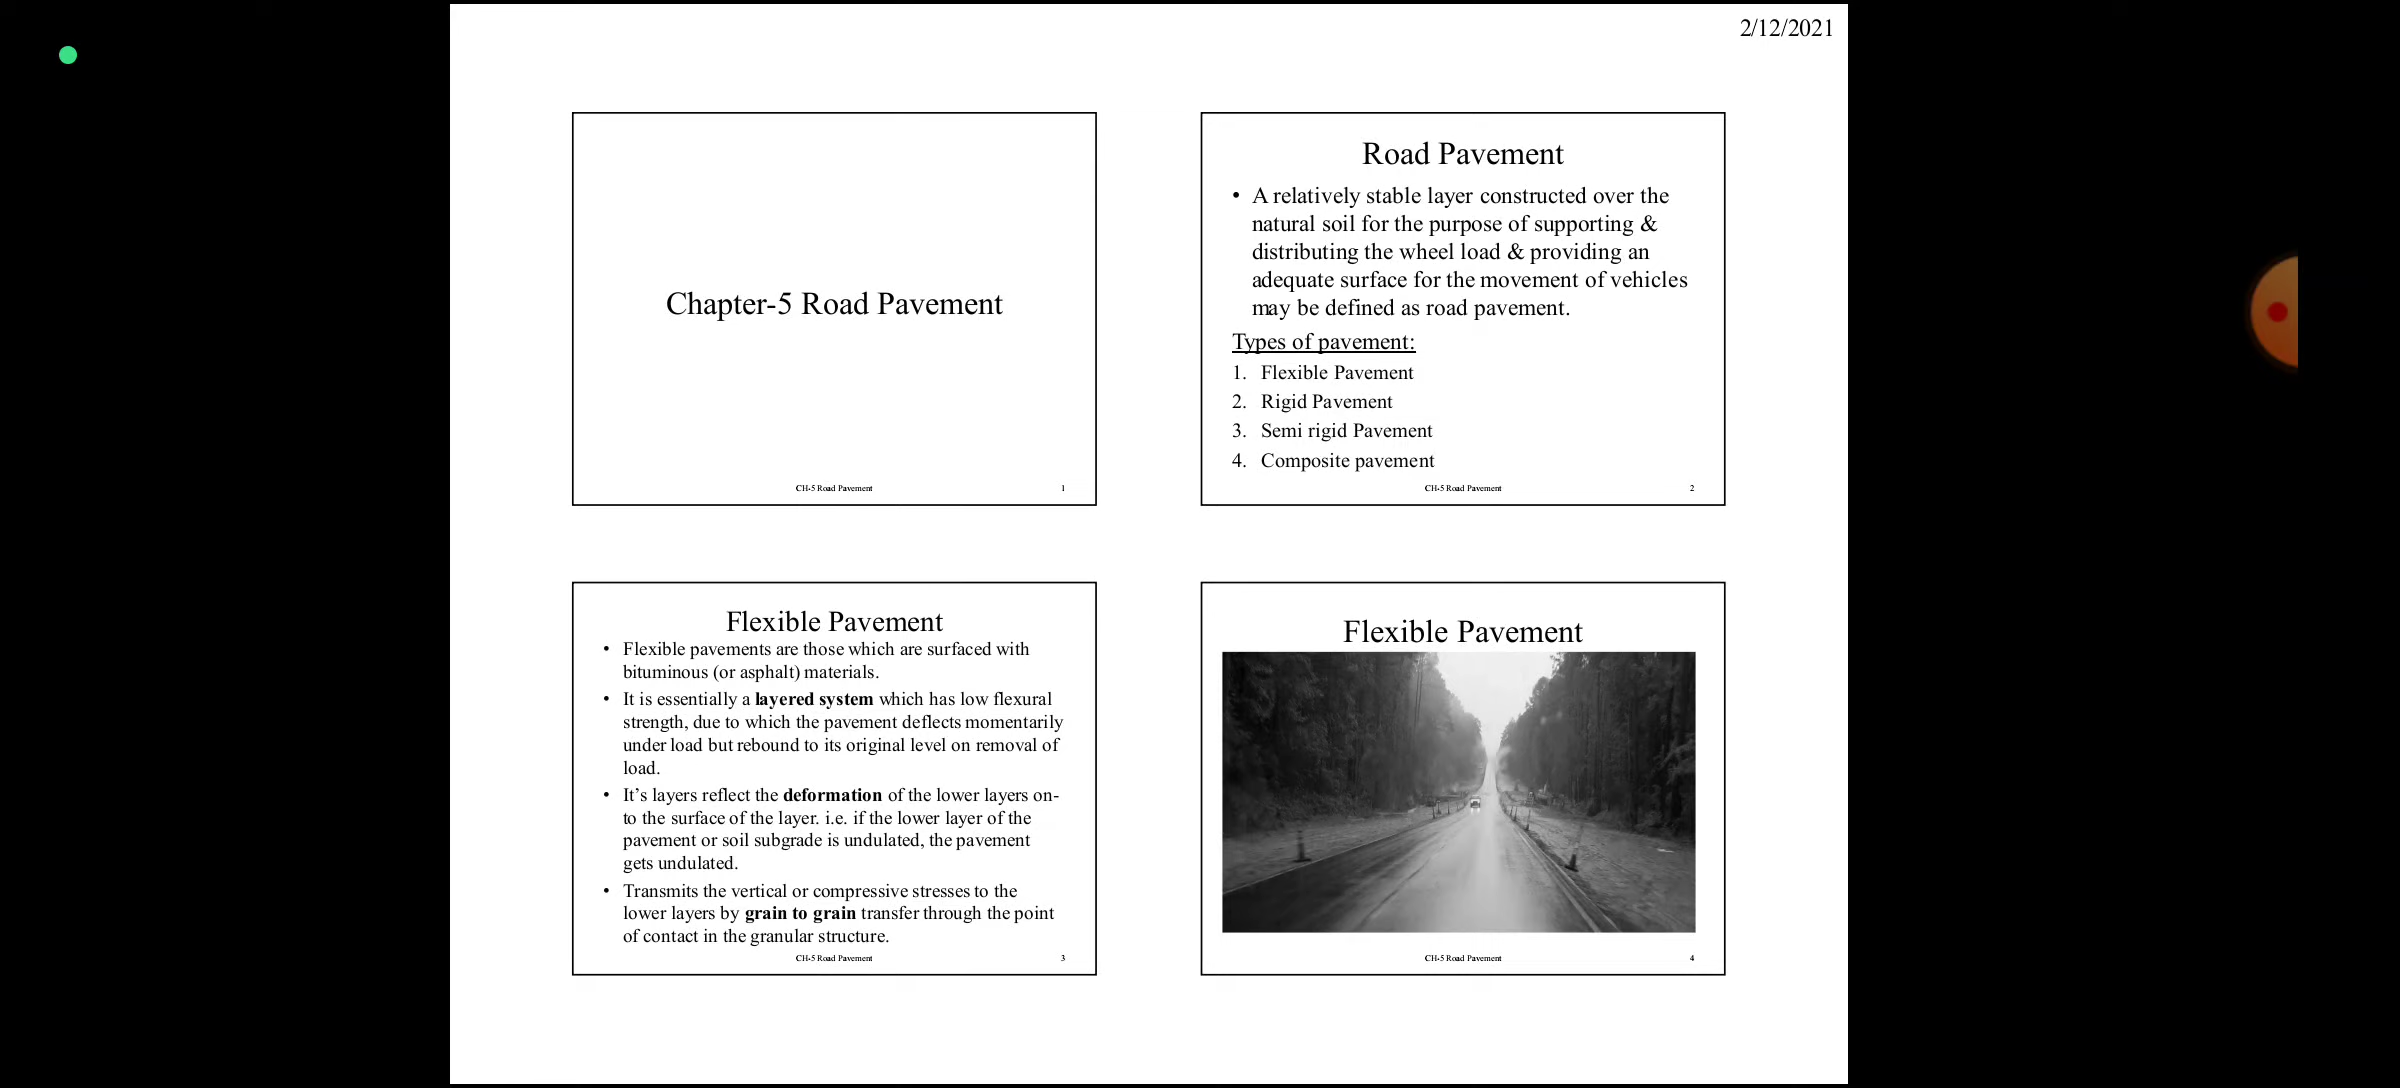 2/12/2021
Chapter-5 Road Pavement
CH-5 Road Pavement
1
Road Pavement
• A relatively stable layer constructed over the
natural soil for the purpose of supporting &
distributing the wheel load & providing an
adequate surface for the movement of vehicles
may be defined as road pavement.
Types of pavement:
1. Flexible Pavement
2. Rigid Pavement
3. Semi rigid Pavement
4. Composite pavement
CH-5 Road Pavement
2
Flexible Pavement
• Flexible pavements are those which are surfaced with
bituminous (or asphalt) materials.
• It is essentially a layered system which has low flexural
strength, due to which the pavement deflects momentarily
under load but rebound to its original level on removal of
load.
• It’s layers reflect the deformation of the lower layers on-
to the surface of the layer. i.e. if the lower layer of the
pavement or soil subgrade is undulated, the pavement
gets undulated.
• Transmits the vertical or compressive stresses to the
lower layers by grain to grain transfer through the point
of contact in the granular structure.
CH-5 Road Pavement
3
Flexible Pavement
CH-5 Road Pavement
4